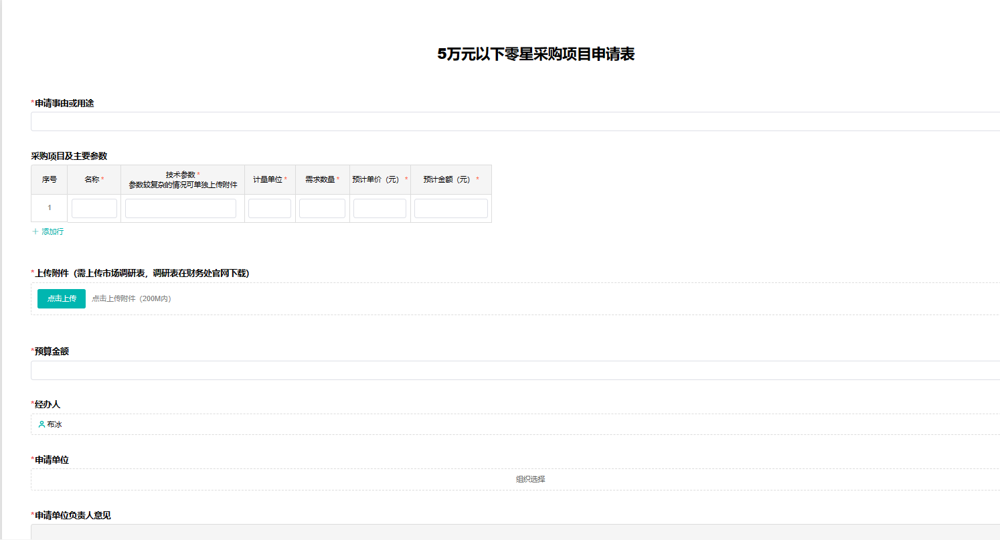 5万元以下零星采购项目申请表
*申请事由或用途
采购项目及主要参数
序号 名称* 技术参数* 计量单位* 需求数量* 预计单价（元）* 预计金额（元）*
参数较复杂的情况可单独上传附件
1
+ 添加行
*上传附件（需上传市场调研表，调研表在财务处官网下载）
点击上传 点击上传附件（200M内）
*预算金额
*经办人
布冰
*申请单位
组织选择
*申请单位负责人意见